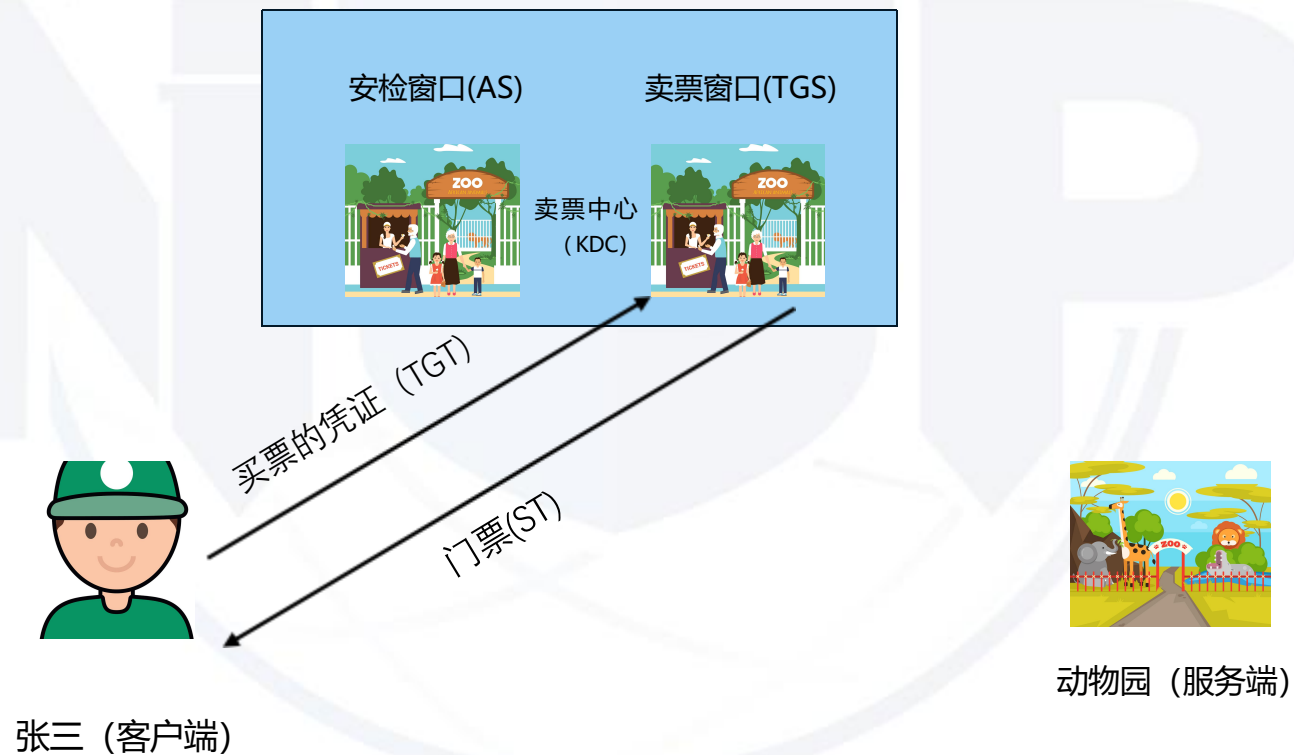 安检窗口(AS)
卖票窗口(TGS)
ZOO
ZOO
卖票中心
（KDC）
TICKETS
TICKETS
买票的凭证（TGT）
门票(ST)
ZOO
动物园（服务端）
张三（客户端）